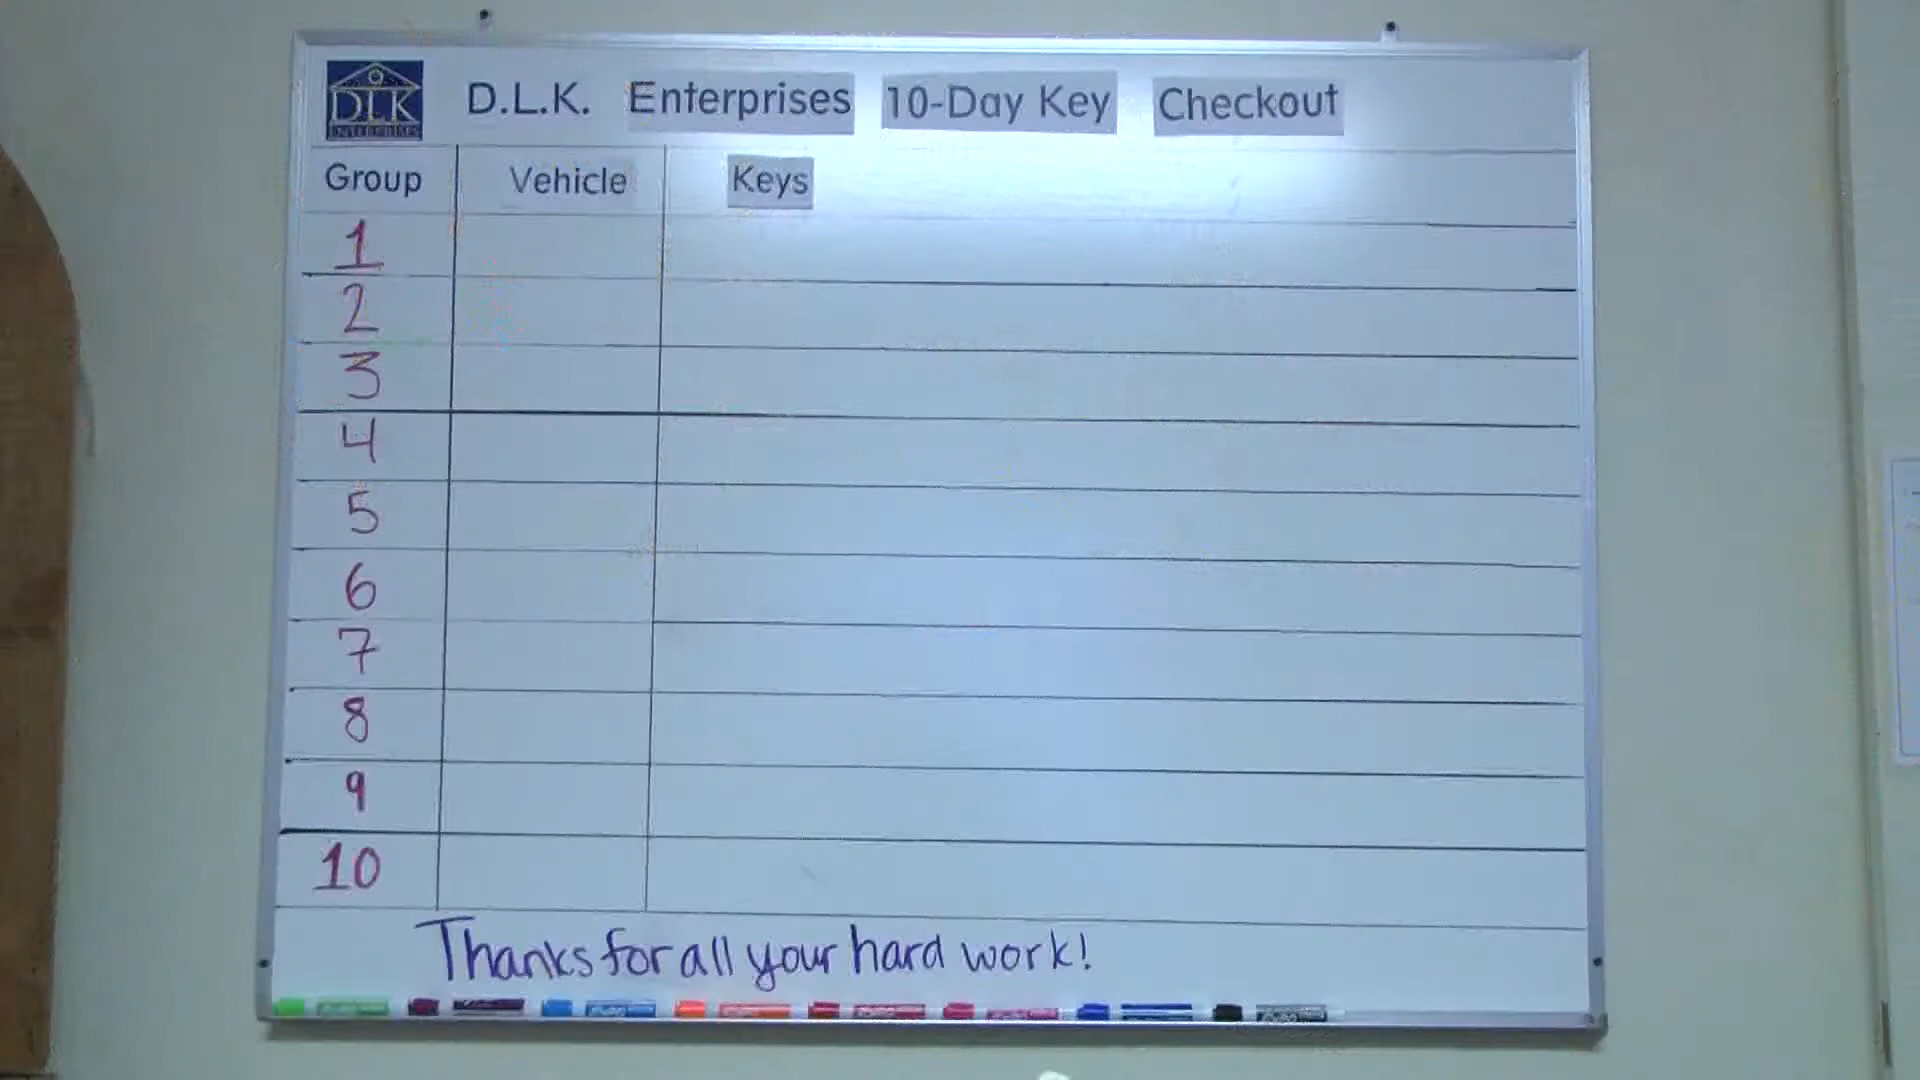 DLK
ENTERPRISES
D.L.K. Enterprises 10-Day Key Checkout
Group Vehicle Keys
1
2
3
4
5
6
7
8
9
10
Thanks for all your hard work!